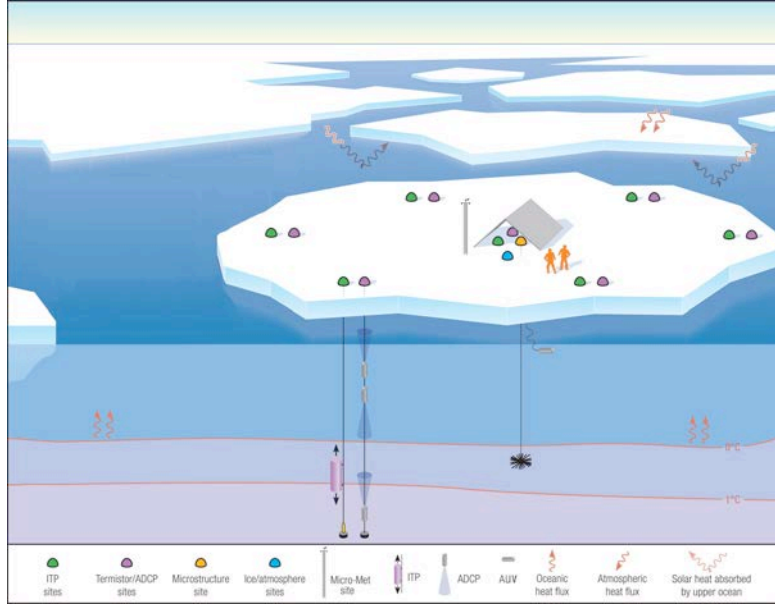 0°C
1°C
ITP
sites
Termistor/ADCP
sites
Microstructure
site
Ice/atmosphere
sites
Micro-Met
site
ITP
ADCP
AUV
Oceanic
heat flux
Atmospheric
heat flux
Solar heat absorbed
by upper ocean